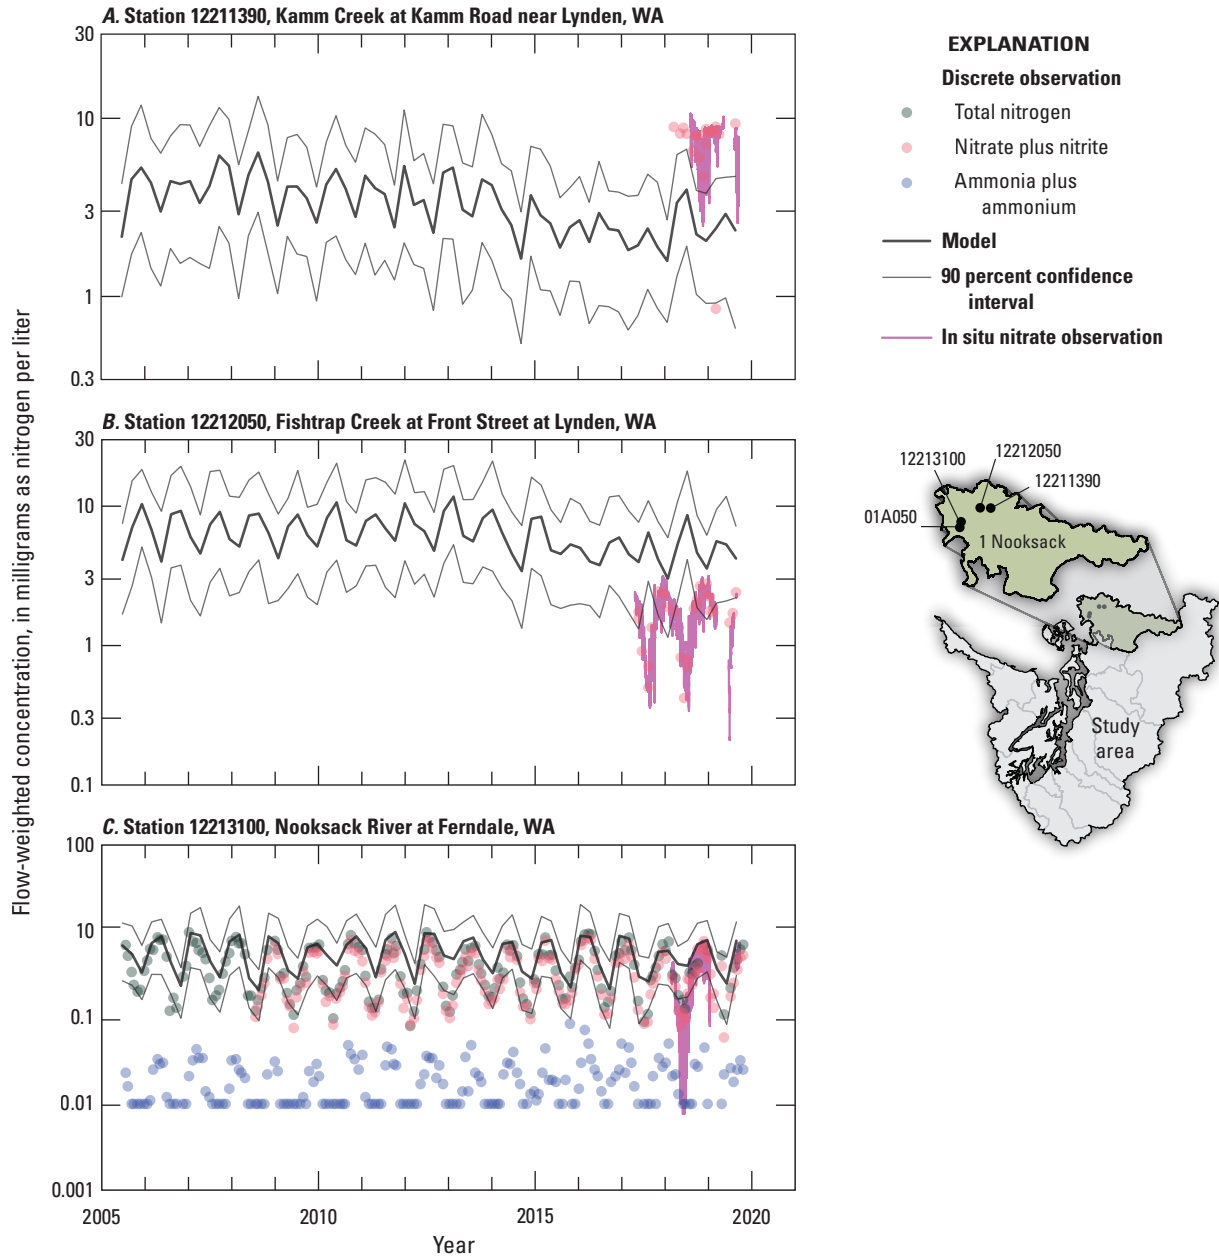 A. Station 12211390, Kamm Creek at Kamm Road near Lynden, WA
30
10
3
1
0.3
B. Station 12212050, Fishtrap Creek at Front Street at Lynden, WA
30
10
3
1
0.3
0.1
C. Station 12213100, Nooksack River at Ferndale, WA
100
10
1
0.1
0.01
0.001
2005
2010
2015
2020
Year
Flow-weighted concentration, in milligrams as nitrogen per liter
EXPLANATION
Discrete observation
Total nitrogen
Nitrate plus nitrite
Ammonia plus
ammonium
Model
90 percent confidence
interval
In situ nitrate observation
12213100
12212050
12211390
01A050
1 Nooksack
Study
area